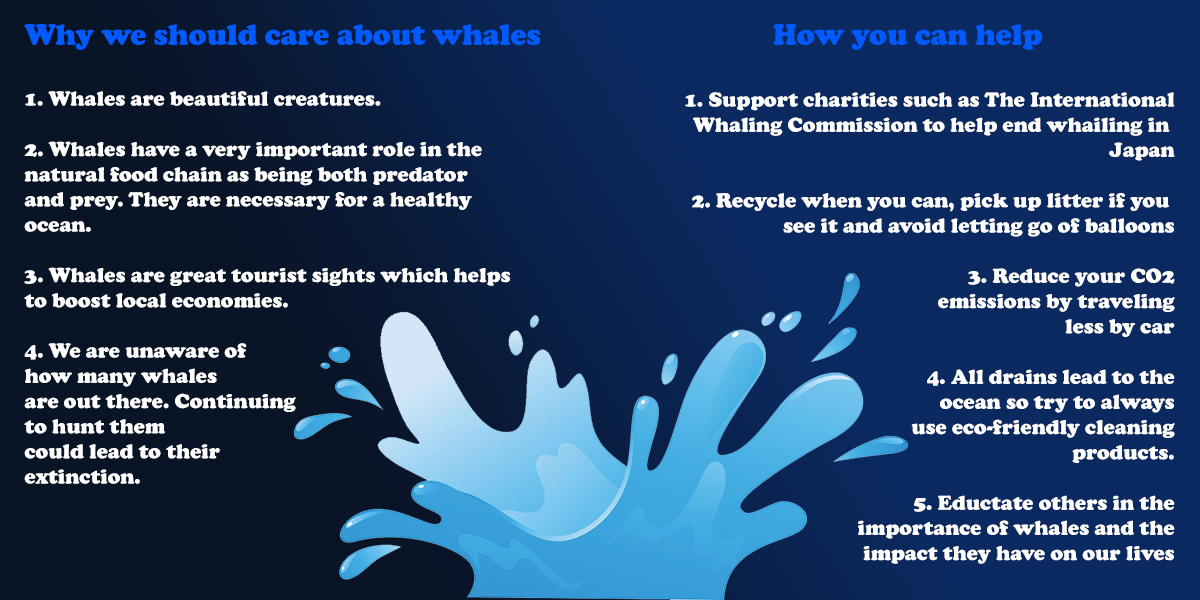 Why we should care about whales
1. Whales are beautiful creatures.
2. Whales have a very important role in the
natural food chain as being both predator
and prey. They are necessary for a healthy
ocean.
3. Whales are great tourist sights which helps
to boost local economies.
4. We are unaware of
how many whales
are out there. Continuing
to hunt them
could lead to their
extinction.
How you can help
1. Support charities such as The International
Whaling Commission to help end whailing in
Japan
2. Recycle when you can, pick up litter if you
see it and avoid letting go of balloons
3. Reduce your CO2
emissions by traveling
less by car
4. All drains lead to the
ocean so try to always
use eco-friendly cleaning
products.
5. Eductate others in the
importance of whales and the
impact they have on our lives